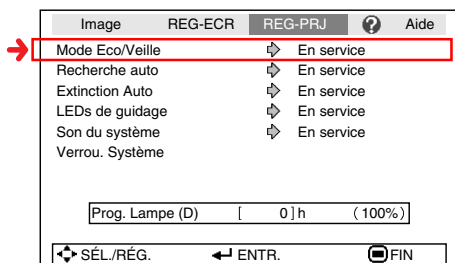 Image REG-ECR REG-PRJ ? Aide
Mode Eco/Veille En service
Recherche auto En service
Extinction Auto En service
LEDs de guidage En service
Son du système En service
Verrou. Système
Prog. Lampe (D) [ 0 ] h (100%)
SÉL./RÉG. ENTR. FIN